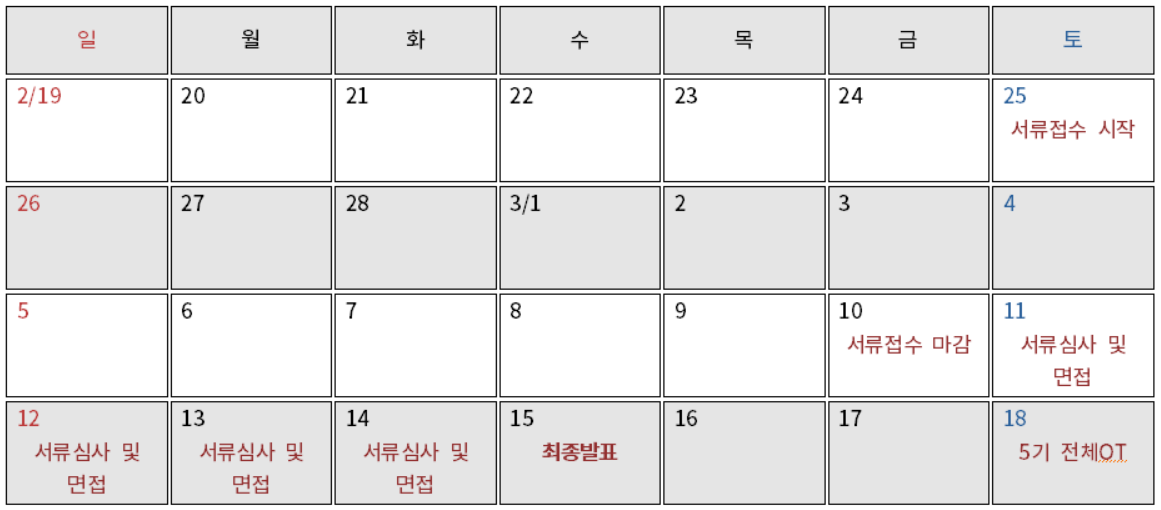 일 월 화 수 목 금 토
2/19 20 21 22 23 24 25
서류접수 시작
26 27 28 3/1 2 3 4
5 6 7 8 9 10 11
서류접수 마감 서류심사 및
면접
12 13 14 15 16 17 18
서류심사 및 서류심사 및 서류심사 및 최종발표 5기 전체OT
면접 면접 면접